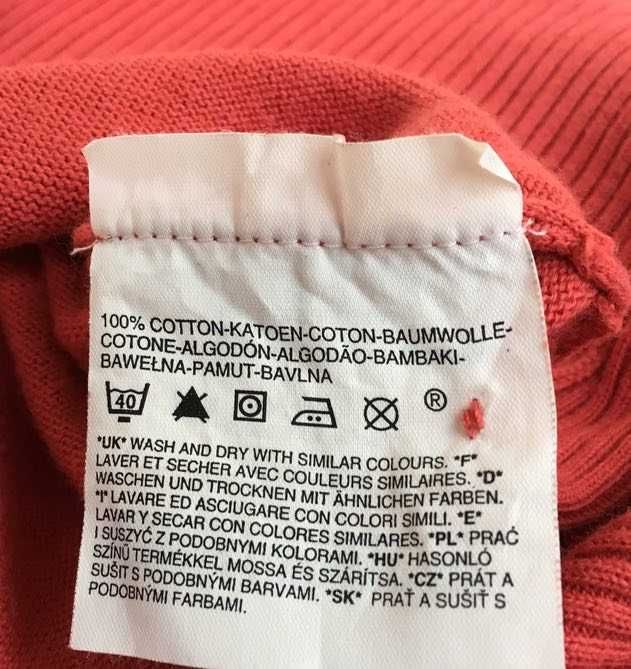 100% COTTON-KATOEN-COTON-BAUMWOLLE-
COTONE-ALGODÓN-ALGODÃO-BAMBAKI-
BAWEŁNA-PAMUT-BAVLNA
40 ®
*UK* WASH AND DRY WITH SIMILAR COLOURS. *F*
LAVER ET SECHER AVEC COULEURS SIMILAIRES. *D*
WASCHEN UND TROCKNEN MIT ÄHNLICHEN FARBEN.
*I* LAVARE ED ASCIUGARE CON COLORI SIMILI. *E*
LAVAR Y SECAR CON COLORES SIMILARES. *PL* PRAĆ
I SUSZYĆ Z PODOBNYMI KOLORAMI. *HU* HASONLÓ
SZÍNŰ TERMÉKKEL MOSSA ÉS SZÁRÍTSA. *CZ* PRÁT A
SUŠIT S PODOBNÝMI BARVAMI. *SK* PRAŤ A SUŠIŤ S
PODOBNÝMI FARBAMI.